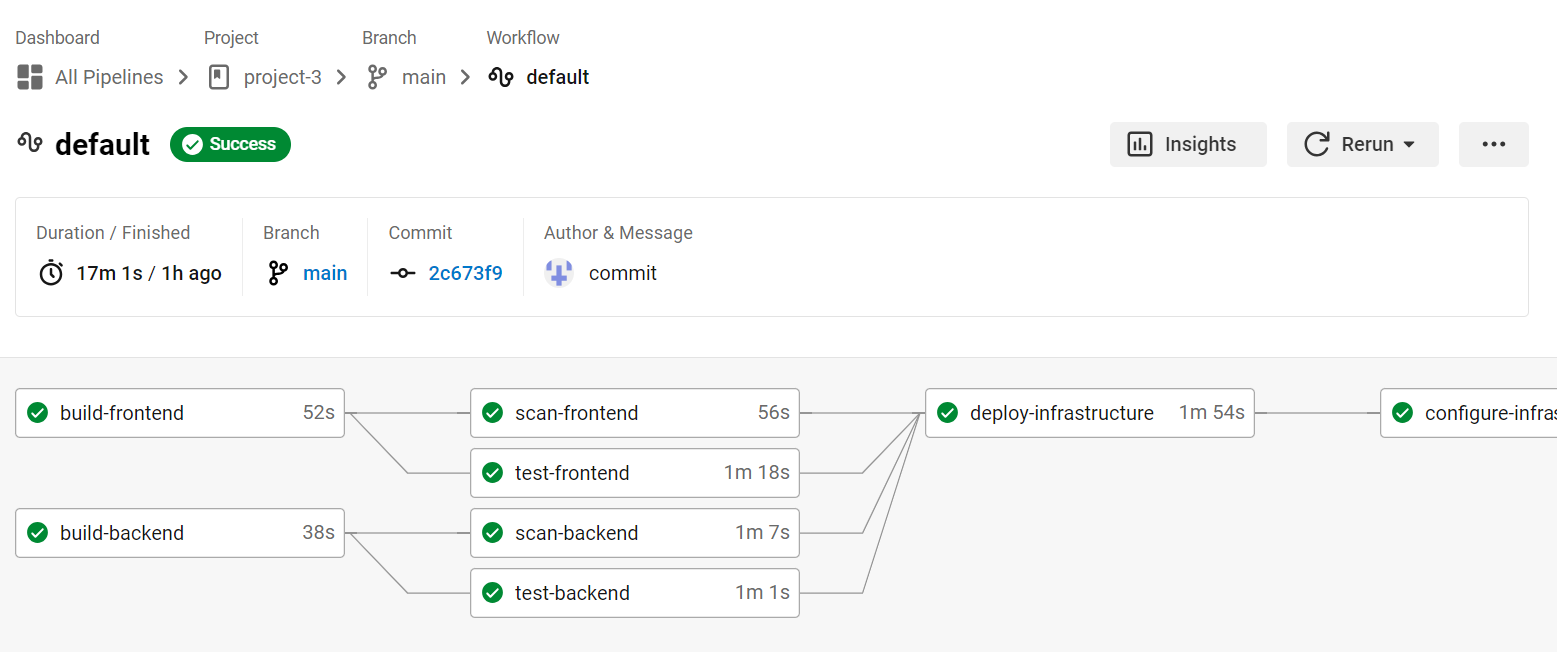 Dashboard Project Branch Workflow
All Pipelines project-3 main default
default Success Insights Rerun
Duration / Finished Branch Commit Author & Message
17m 1s / 1h ago main 2c673f9 commit
build-frontend 52s scan-frontend 56s deploy-infrastructure 1m 54s configure-infras
test-frontend 1m 18s
build-backend 38s scan-backend 1m 7s
test-backend 1m 1s